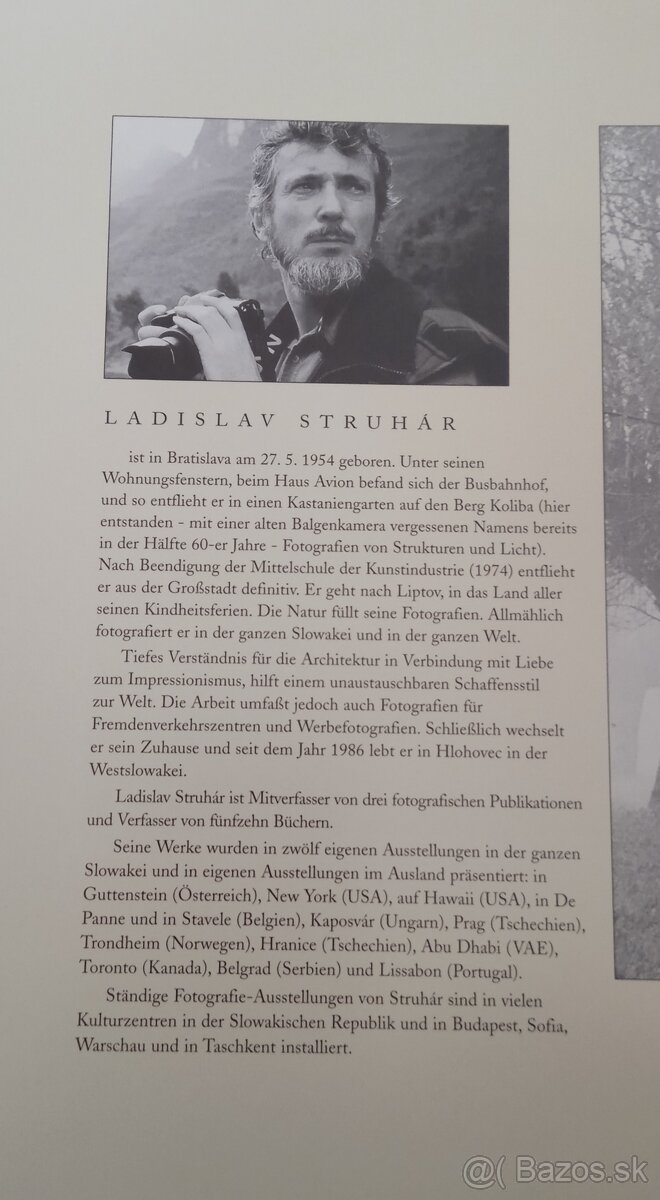 LADISLAV STRUHÁR
ist in Bratislava am 27. 5. 1954 geboren. Unter seinen
Wohnungsfenstern, beim Haus Avion befand sich der Busbahnhof,
und so entflieht er in einen Kastaniengarten auf den Berg Koliba (hier
entstanden - mit einer alten Balgenkamera vergessenen Namens bereits
in der Hälfte 60-er Jahre - Fotografien von Strukturen und Licht).
Nach Beendigung der Mittelschule der Kunstindustrie (1974) entflieht
er aus der Großstadt definitiv. Er geht nach Liptov, in das Land aller
seinen Kindheitsferien. Die Natur füllt seine Fotografien. Allmählich
fotografiert er in der ganzen Slowakei und in der ganzen Welt.
Tiefes Verständnis für die Architektur in Verbindung mit Liebe
zum Impressionismus, hilft einem unaustauschbaren Schaffensstil
zur Welt. Die Arbeit umfaßt jedoch auch Fotografien für
Fremdenverkehrszentren und Werbefotografien. Schließlich wechselt
er sein Zuhause und seit dem Jahr 1986 lebt er in Hlohovec in der
Westslowakei.
Ladislav Struhár ist Mitverfasser von drei fotografischen Publikationen
und Verfasser von fünfzehn Büchern.
Seine Werke wurden in zwölf eigenen Ausstellungen in der ganzen
Slowakei und in eigenen Ausstellungen im Ausland präsentiert: in
Guttenstein (Österreich), New York (USA), auf Hawaii (USA), in De
Panne und in Stavele (Belgien), Kaposvár (Ungarn), Prag (Tschechien),
Trondheim (Norwegen), Hranice (Tschechien), Abu Dhabi (VAE),
Toronto (Kanada), Belgrad (Serbien) und Lissabon (Portugal).
Ständige Fotografie-Ausstellungen von Struhár sind in vielen
Kulturzentren in der Slowakischen Republik und in Budapest, Sofia,
Warschau und in Taschkent installiert.
@( Bazos.sk